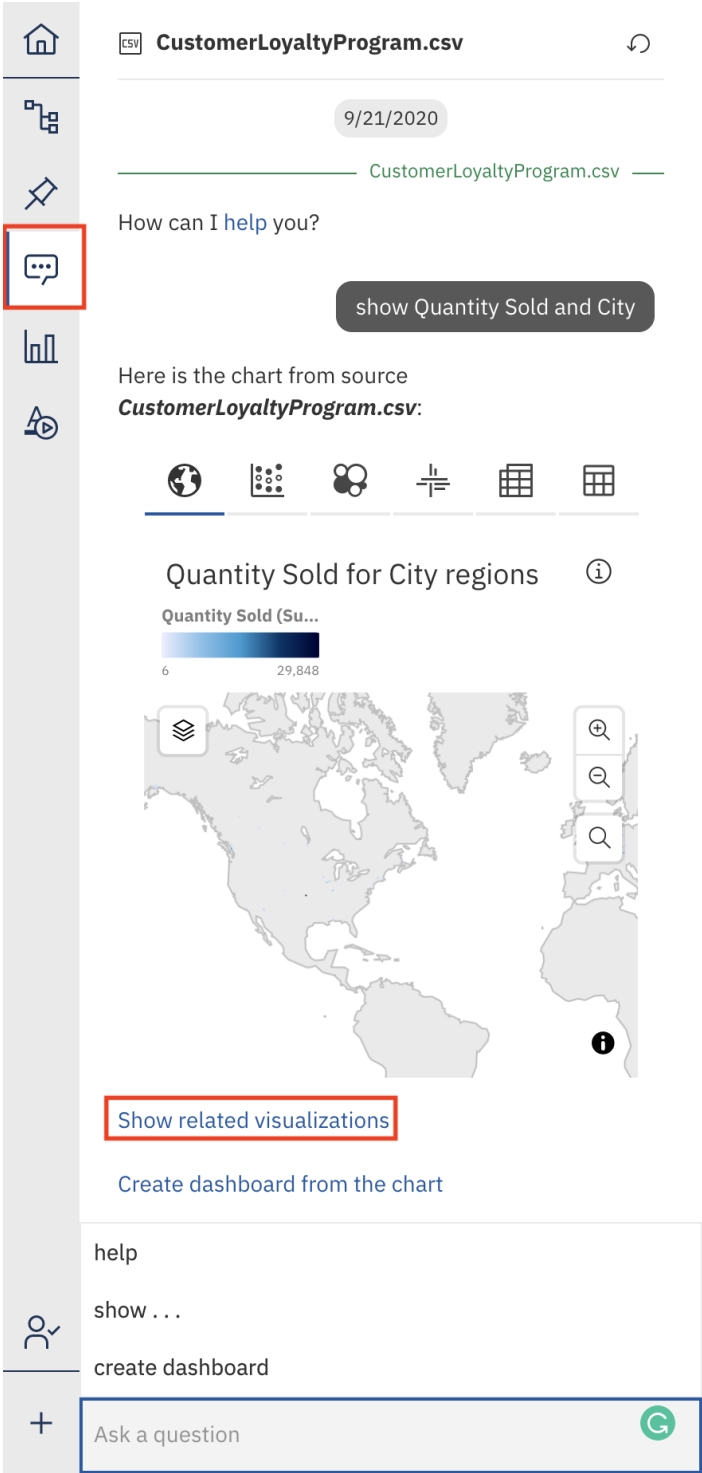 CSV CustomerLoyaltyProgram.csv
9/21/2020
CustomerLoyaltyProgram.csv
How can I help you?
show Quantity Sold and City
Here is the chart from source
CustomerLoyaltyProgram.csv:
Quantity Sold for City regions
Quantity Sold (Su...
6 29,848
Show related visualizations
Create dashboard from the chart
help
show . . .
create dashboard
Ask a question